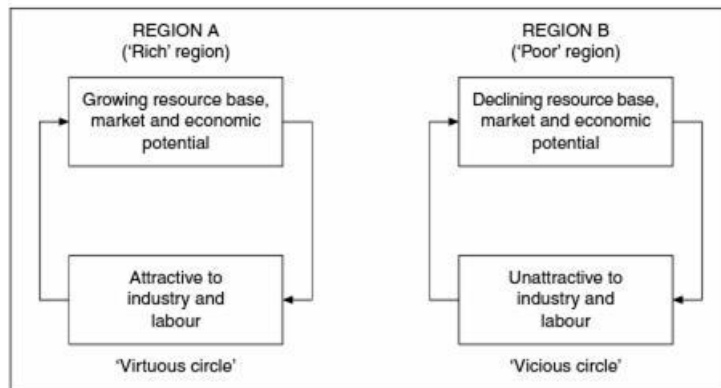 REGION A
('Rich' region)
Growing resource base,
market and economic
potential
Attractive to
industry and
labour
'Virtuous circle'
REGION B
('Poor' region)
Declining resource base,
market and economic
potential
Unattractive to
industry and
labour
'Vicious circle'